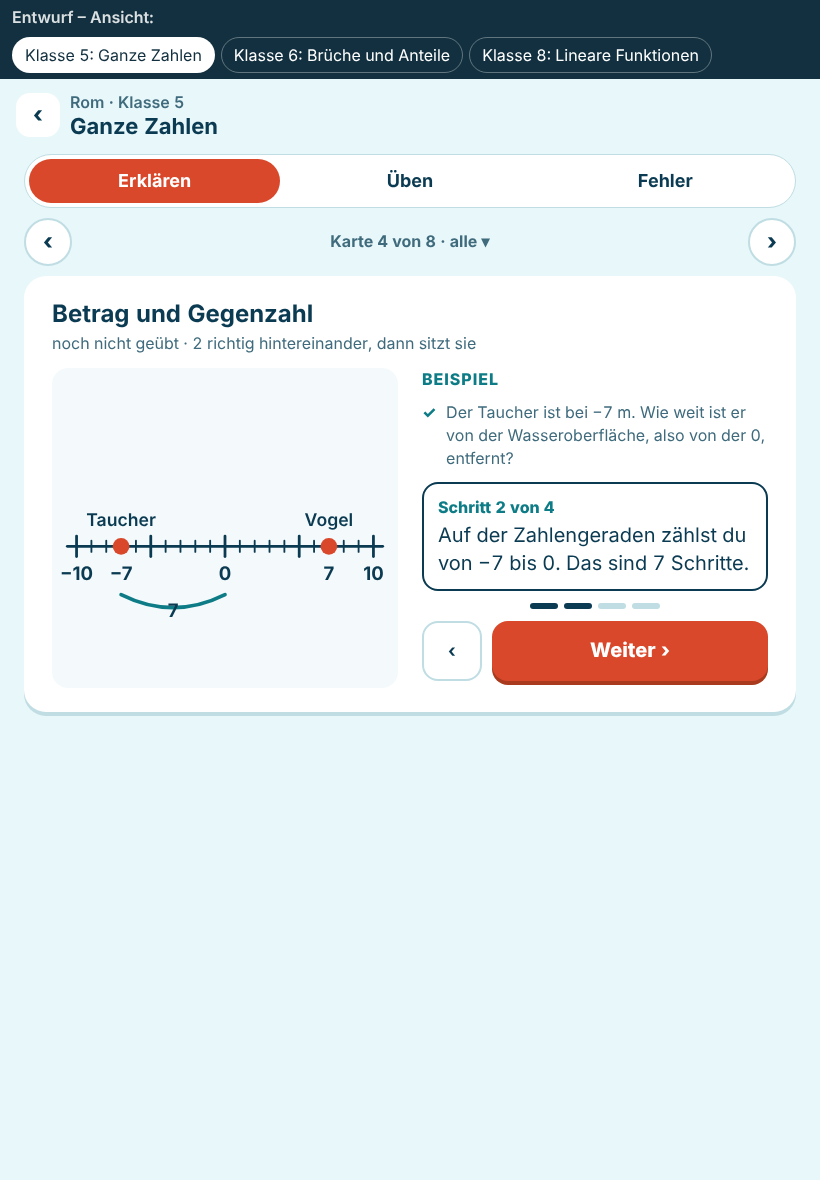 Entwurf – Ansicht:
Klasse 5: Ganze Zahlen
Klasse 6: Brüche und Anteile
Klasse 8: Lineare Funktionen
‹
Rom · Klasse 5
Ganze Zahlen
Erklären
Üben
Fehler
‹
Karte 4 von 8 · alle ▾
›
Betrag und Gegenzahl
noch nicht geübt · 2 richtig hintereinander, dann sitzt sie
Taucher
Vogel
−10 −7 0 7 10
7
BEISPIEL
✓ Der Taucher ist bei −7 m. Wie weit ist er
von der Wasseroberfläche, also von der 0,
entfernt?
Schritt 2 von 4
Auf der Zahlengeraden zählst du
von −7 bis 0. Das sind 7 Schritte.
‹
Weiter ›